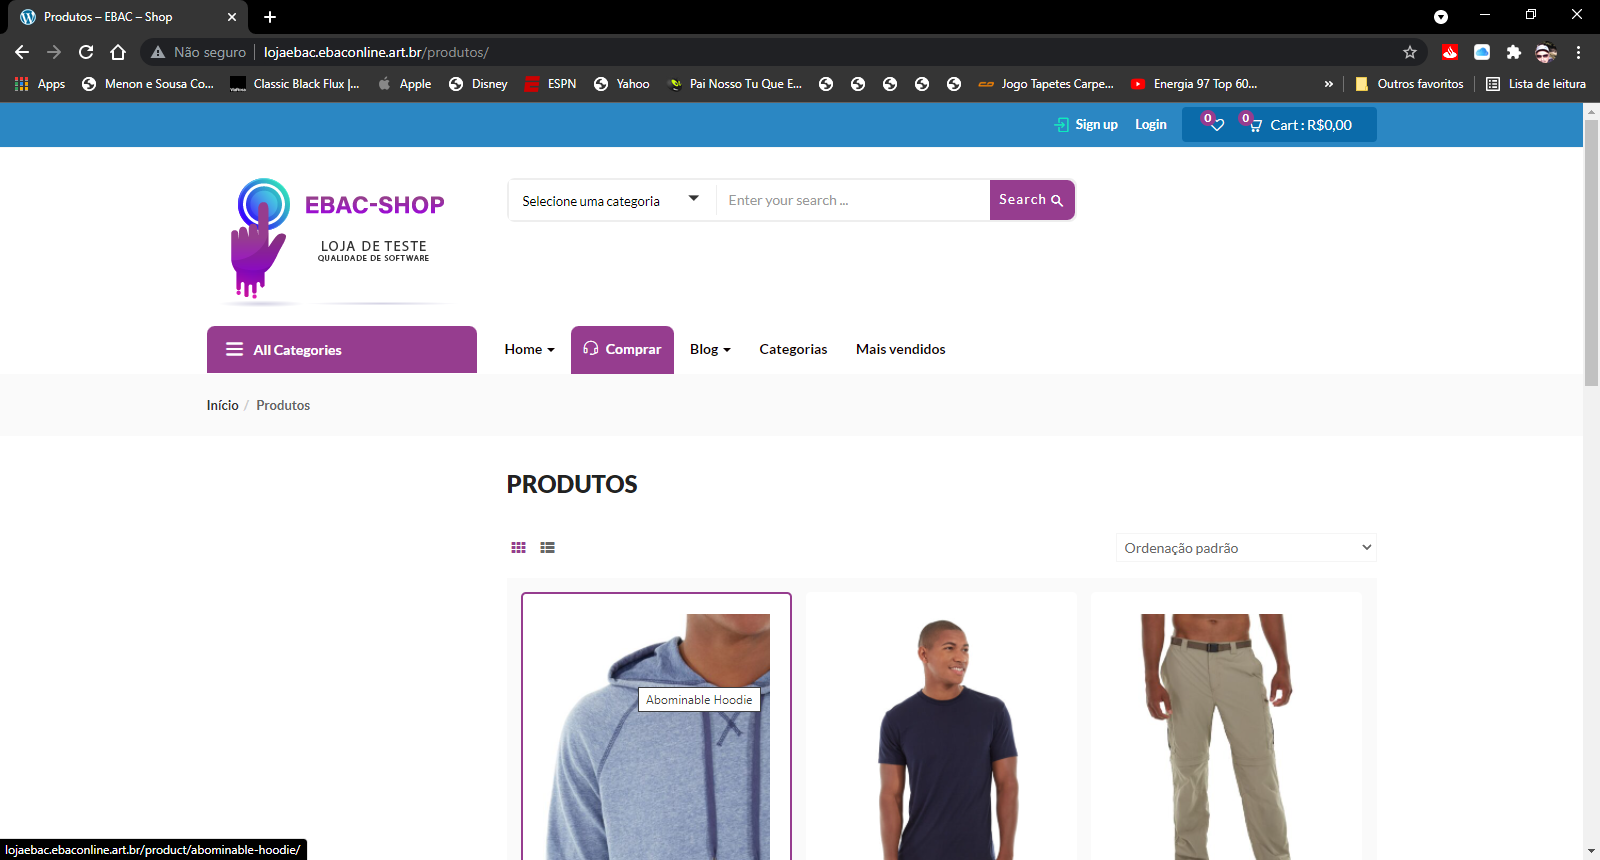 Produtos – EBAC – Shop
Não seguro
lojaebac.ebaconline.art.br/produtos/
Apps
Menon e Sousa Co...
Classic Black Flux |...
Apple
Disney
ESPN
Yahoo
Pai Nosso Tu Que E...
Jogo Tapetes Carpe...
Energia 97 Top 60...
»
Outros favoritos
Lista de leitura
Sign up
Login
0
0
Cart : R$0,00
EBAC-SHOP
LOJA DE TESTE
QUALIDADE DE SOFTWARE
Selecione uma categoria
Enter your search ...
Search
All Categories
Home
Comprar
Blog
Categorias
Mais vendidos
Início / Produtos
PRODUTOS
Ordenação padrão
Abominable Hoodie
lojaebac.ebaconline.art.br/product/abominable-hoodie/